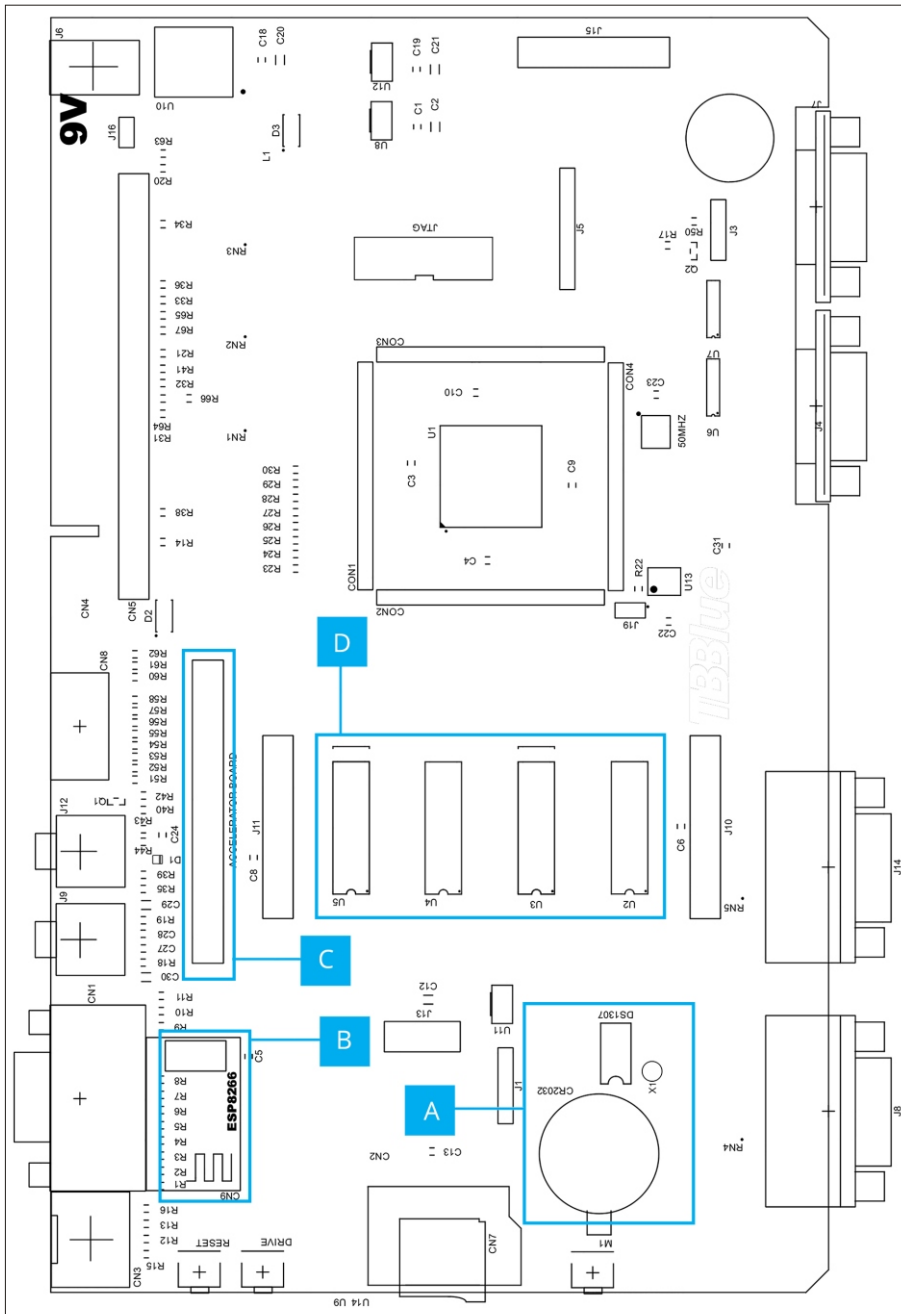 J6
9V
U10
C18
C20
U12
C19
C21
J15
J16
R63
R20
D3
L1
U8
C1
C2
J7
R34
RN3
JTAG
J5
R17
R50
Q2
J3
R36
R33
R65
R67
R21
R41
R32
R66
R64
R31
RN2
RN1
CON3
U7
C10
CON4
C23
U6
J4
U1
50MHZ
R30
R29
R28
R27
R26
R25
R24
R23
C3
C9
R38
R14
C4
CON1
CON2
R22
U13
C31
J19
C22
TBBlue
CN4
CN5
D2
CN8
R62
R61
R60
D
R58
R57
R56
R55
R54
R53
R52
R51
J12
Q1
R42
R40
R43
C24
R44
D1
ACCELERATOR BOARD
J11
C8
C6
J10
J14
J9
R39
R35
C29
R19
C28
C27
R18
C30
U5
U4
U3
U2
RN5
C
CN1
R11
R10
R9
B
C5
C12
J13
U11
DS1307
X1
CR2032
R8
R7
R6
R5
R4
R3
R2
R1
ESP8266
CN9
A
J1
CN2
C13
RN4
J8
R16
R13
R12
R15
CN3
RESET
DRIVE
CN7
M1
U14 U9